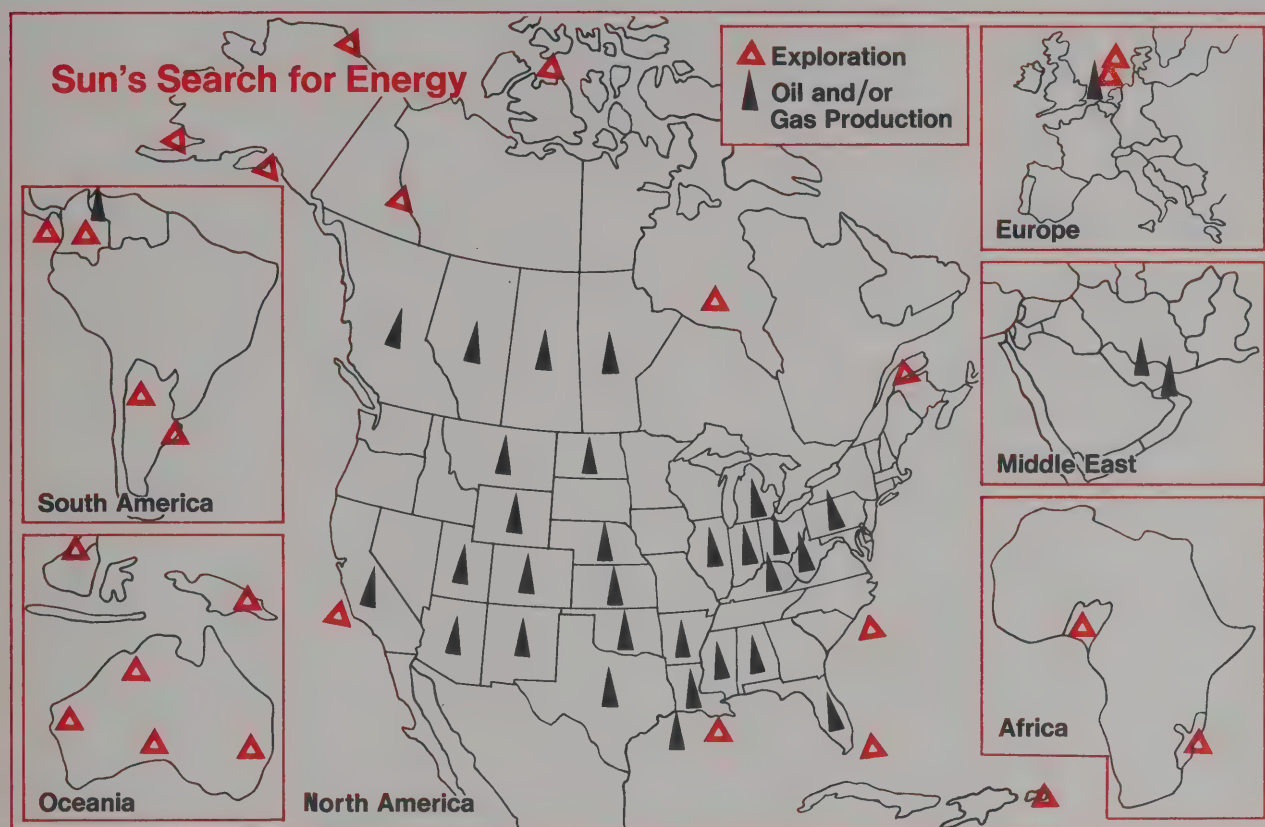 Sun's Search for Energy
Exploration
Oil and/or
Gas Production
Europe
South America
Middle East
Oceania
North America
Africa